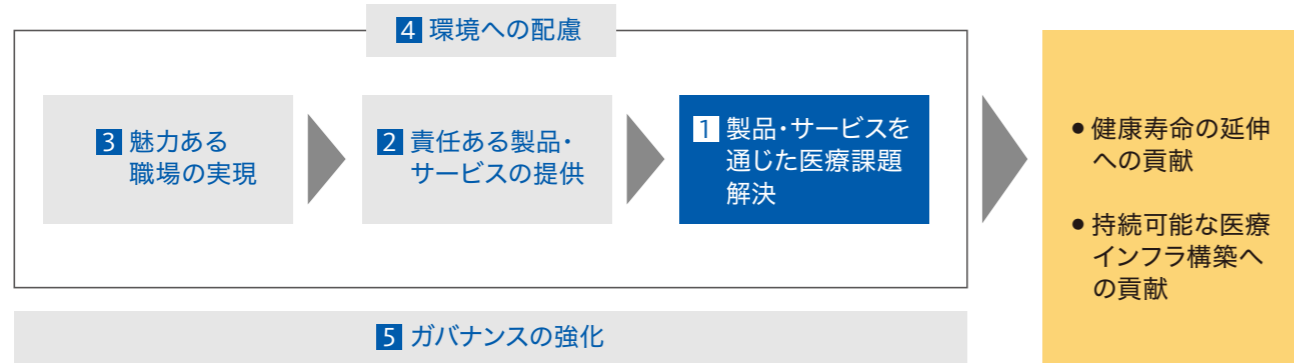 4 環境への配慮
3 魅力ある
職場の実現
2 責任ある製品・
サービスの提供
1 製品・サービスを
通じた医療課題
解決
● 健康寿命の延伸
への貢献
● 持続可能な医療
インフラ構築へ
の貢献
5 ガバナンスの強化